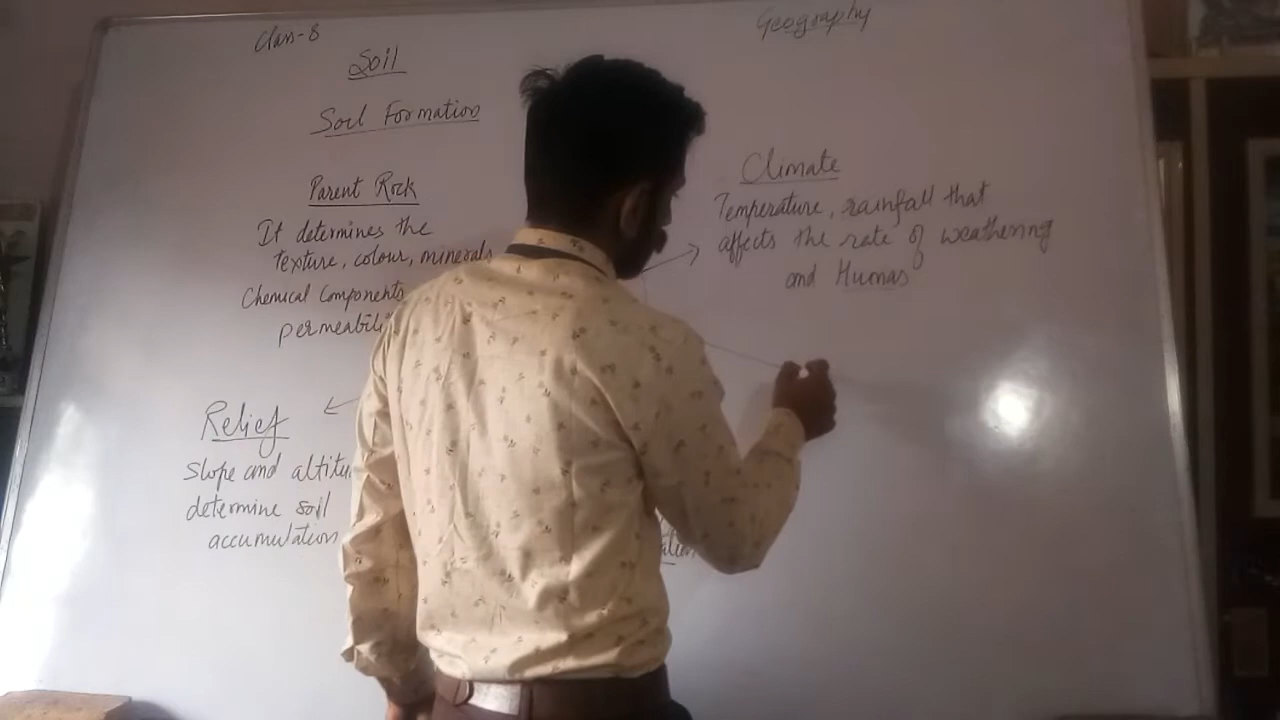 Class-8
Geography
Soil
Soil Formation
Parent Rock
It determines the
Texture, colour, minerals
Chemical Components
permeabili
Climate
Temperature, rainfall that
affects the rate of weathering
and Humas
Relief
Slope and altitu
determine soil
accumulation